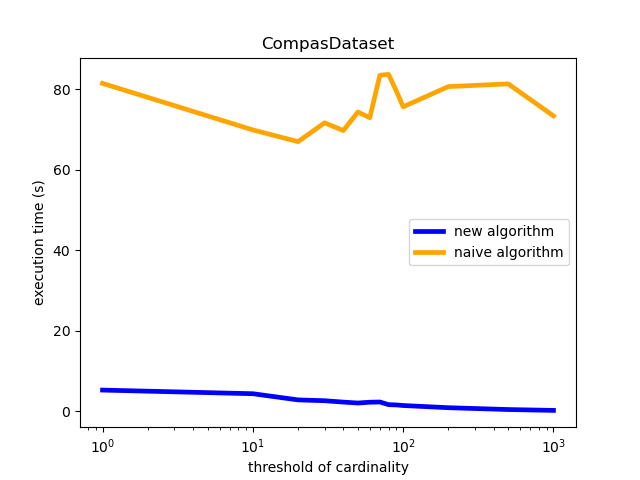 CompasDataset
execution time (s)
80
60
40
20
0
new algorithm
naive algorithm
10⁰
10¹
10²
10³
threshold of cardinality